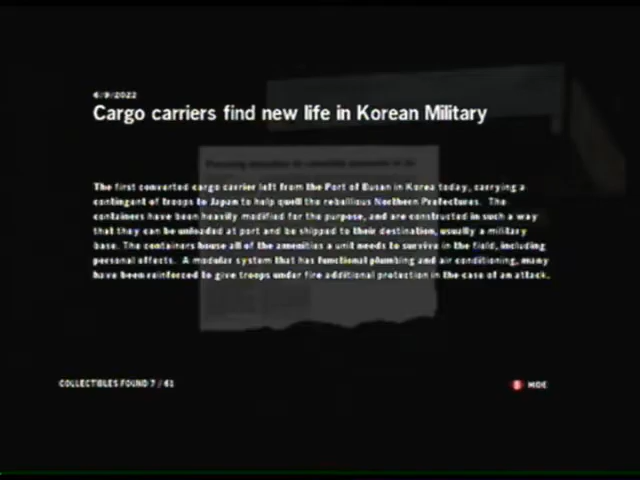 6/9/2022
Cargo carriers find new life in Korean Military
The first converted cargo carrier left from the Port of Busan in Korea today, carrying a
contingent of troops to Japan to help quell the rebellious Northern Prefectures. The
containers have been heavily modified for the purpose, and are constructed in such a way
that they can be unloaded at port and be shipped to their destination, usually a military
base. The containers house all of the amenities a unit needs to survive in the field, including
personal effects. A modular system that has functional plumbing and air conditioning, many
have been reinforced to give troops under fire additional protection in the case of an attack.
COLLECTIBLES FOUND 7 / 61
B HIDE